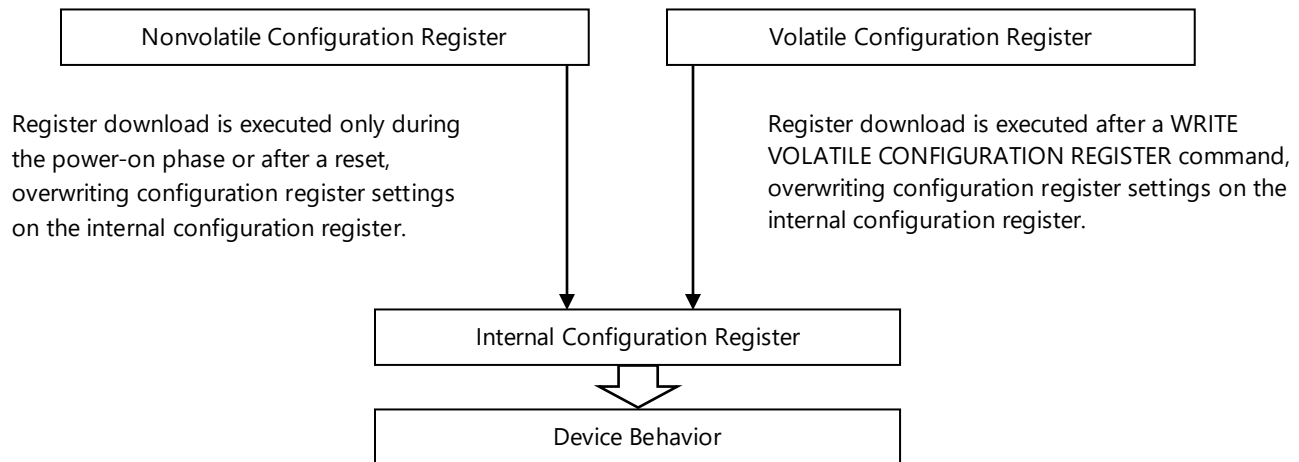 Nonvolatile Configuration Register
Volatile Configuration Register
Register download is executed only during
the power-on phase or after a reset,
overwriting configuration register settings
on the internal configuration register.
Register download is executed after a WRITE
VOLATILE CONFIGURATION REGISTER command,
overwriting configuration register settings on the
internal configuration register.
Internal Configuration Register
Device Behavior